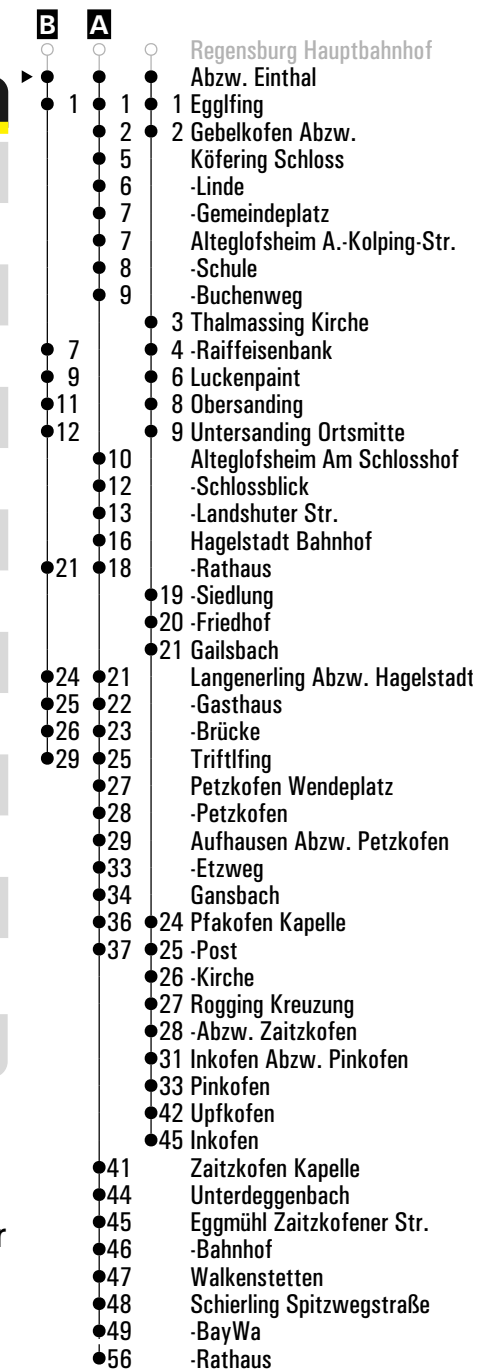 B A
Regensburg Hauptbahnhof
Abzw. Einthal
1 1 1 Egglfing
2 2 Gebelkofen Abzw.
5 Köfering Schloss
6 -Linde
7 -Gemeindeplatz
7 Alteglofsheim A.-Kolping-Str.
8 -Schule
9 -Buchenweg
3 Thalmassing Kirche
7 4 -Raiffeisenbank
9 6 Luckenpaint
11 8 Obersanding
12 9 Untersanding Ortsmitte
10 Alteglofsheim Am Schlosshof
12 -Schlossblick
13 -Landshuter Str.
16 Hagelstadt Bahnhof
21 18 -Rathaus
19 -Siedlung
20 -Friedhof
21 Gailsbach
24 21 Langenerling Abzw. Hagelstadt
25 22 -Gasthaus
26 23 -Brücke
29 25 Triftlfing
27 Petzkofen Wendeplatz
28 -Petzkofen
29 Aufhausen Abzw. Petzkofen
33 -Etzweg
34 Gansbach
36 24 Pfakofen Kapelle
37 25 -Post
26 -Kirche
27 Rogging Kreuzung
28 -Abzw. Zaitzkofen
31 Inkofen Abzw. Pinkofen
33 Pinkofen
42 Upfkofen
45 Inkofen
41 Zaitzkofen Kapelle
44 Unterdeggenbach
r
45 Eggmühl Zaitzkofener Str.
46 -Bahnhof
47 Walkenstetten
48 Schierling Spitzwegstraße
49 -BayWa
56 -Rathaus